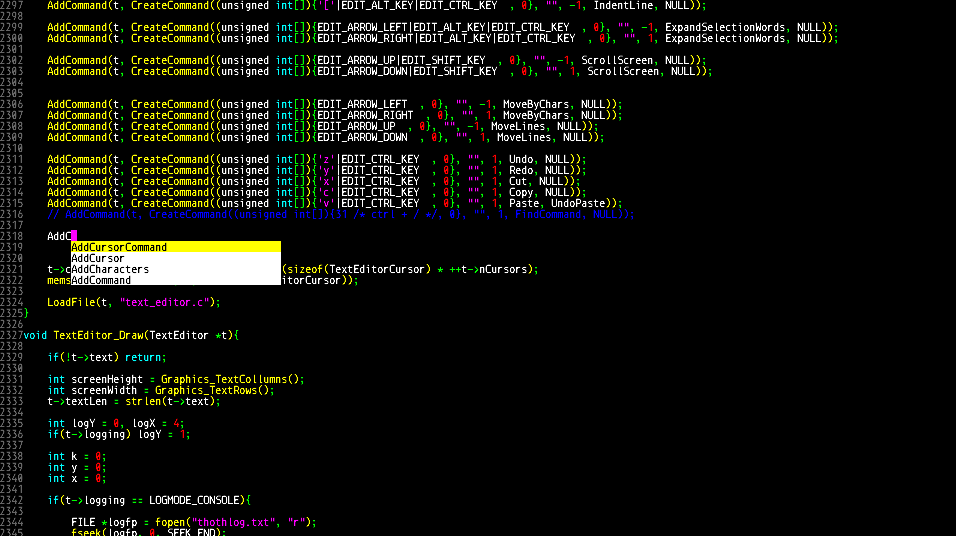 2297    AddCommand(t, CreateCommand((unsigned int[]){'['|EDIT_ALT_KEY|EDIT_CTRL_KEY  , 0}, "", -1, IndentLine, NULL));
2298
2299    AddCommand(t, CreateCommand((unsigned int[]){EDIT_ARROW_LEFT|EDIT_ALT_KEY|EDIT_CTRL_KEY  , 0}, "", -1, ExpandSelectionWords, NULL));
2300    AddCommand(t, CreateCommand((unsigned int[]){EDIT_ARROW_RIGHT|EDIT_ALT_KEY|EDIT_CTRL_KEY  , 0}, "", 1, ExpandSelectionWords, NULL));
2301
2302    AddCommand(t, CreateCommand((unsigned int[]){EDIT_ARROW_UP|EDIT_SHIFT_KEY  , 0}, "", -1, ScrollScreen, NULL));
2303    AddCommand(t, CreateCommand((unsigned int[]){EDIT_ARROW_DOWN|EDIT_SHIFT_KEY  , 0}, "", 1, ScrollScreen, NULL));
2304
2305
2306    AddCommand(t, CreateCommand((unsigned int[]){EDIT_ARROW_LEFT  , 0}, "", -1, MoveByChars, NULL));
2307    AddCommand(t, CreateCommand((unsigned int[]){EDIT_ARROW_RIGHT  , 0}, "", 1, MoveByChars, NULL));
2308    AddCommand(t, CreateCommand((unsigned int[]){EDIT_ARROW_UP  , 0}, "", -1, MoveLines, NULL));
2309    AddCommand(t, CreateCommand((unsigned int[]){EDIT_ARROW_DOWN  , 0}, "", 1, MoveLines, NULL));
2310
2311    AddCommand(t, CreateCommand((unsigned int[]){'z'|EDIT_CTRL_KEY  , 0}, "", 1, Undo, NULL));
2312    AddCommand(t, CreateCommand((unsigned int[]){'y'|EDIT_CTRL_KEY  , 0}, "", 1, Redo, NULL));
2313    AddCommand(t, CreateCommand((unsigned int[]){'x'|EDIT_CTRL_KEY  , 0}, "", 1, Cut, NULL));
2314    AddCommand(t, CreateCommand((unsigned int[]){'c'|EDIT_CTRL_KEY  , 0}, "", 1, Copy, NULL));
2315    AddCommand(t, CreateCommand((unsigned int[]){'v'|EDIT_CTRL_KEY  , 0}, "", 1, Paste, UndoPaste));
2316    // AddCommand(t, CreateCommand((unsigned int[]){31 /* ctrl + / */, 0}, "", 1, FindCommand, NULL));
2317
2318    AddC
2319        AddCursorCommand
2320        AddCursor
2321    t->cAddCharacters (sizeof(TextEditorCursor) * ++t->nCursors);
2322    memsAddCommand itorCursor));
2323
2324    LoadFile(t, "text_editor.c");
2325}
2326
2327void TextEditor_Draw(TextEditor *t){
2328
2329    if(!t->text) return;
2330
2331    int screenHeight = Graphics_TextCollumns();
2332    int screenWidth = Graphics_TextRows();
2333    t->textLen = strlen(t->text);
2334
2335    int logY = 0, logX = 4;
2336    if(t->logging) logY = 1;
2337
2338    int k = 0;
2339    int y = 0;
2340    int x = 0;
2341
2342    if(t->logging == LOGMODE_CONSOLE){
2343
2344        FILE *logfp = fopen("thothlog.txt", "r");
2345        fseek(logfp, 0, SEEK_END);